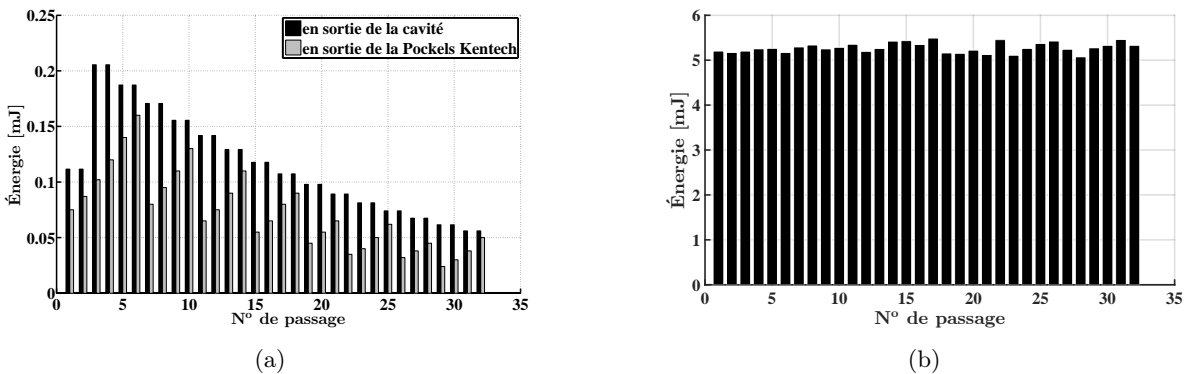 0.25
0.2
0.15
0.1
0.05
0
0 5 10 15 20 25 30 35
Énergie [mJ]
Nº de passage
en sortie de la cavité
en sortie de la Pockels Kentech
(a)
6
5
4
3
2
1
0
0 5 10 15 20 25 30 35
Énergie [mJ]
Nº de passage
(b)